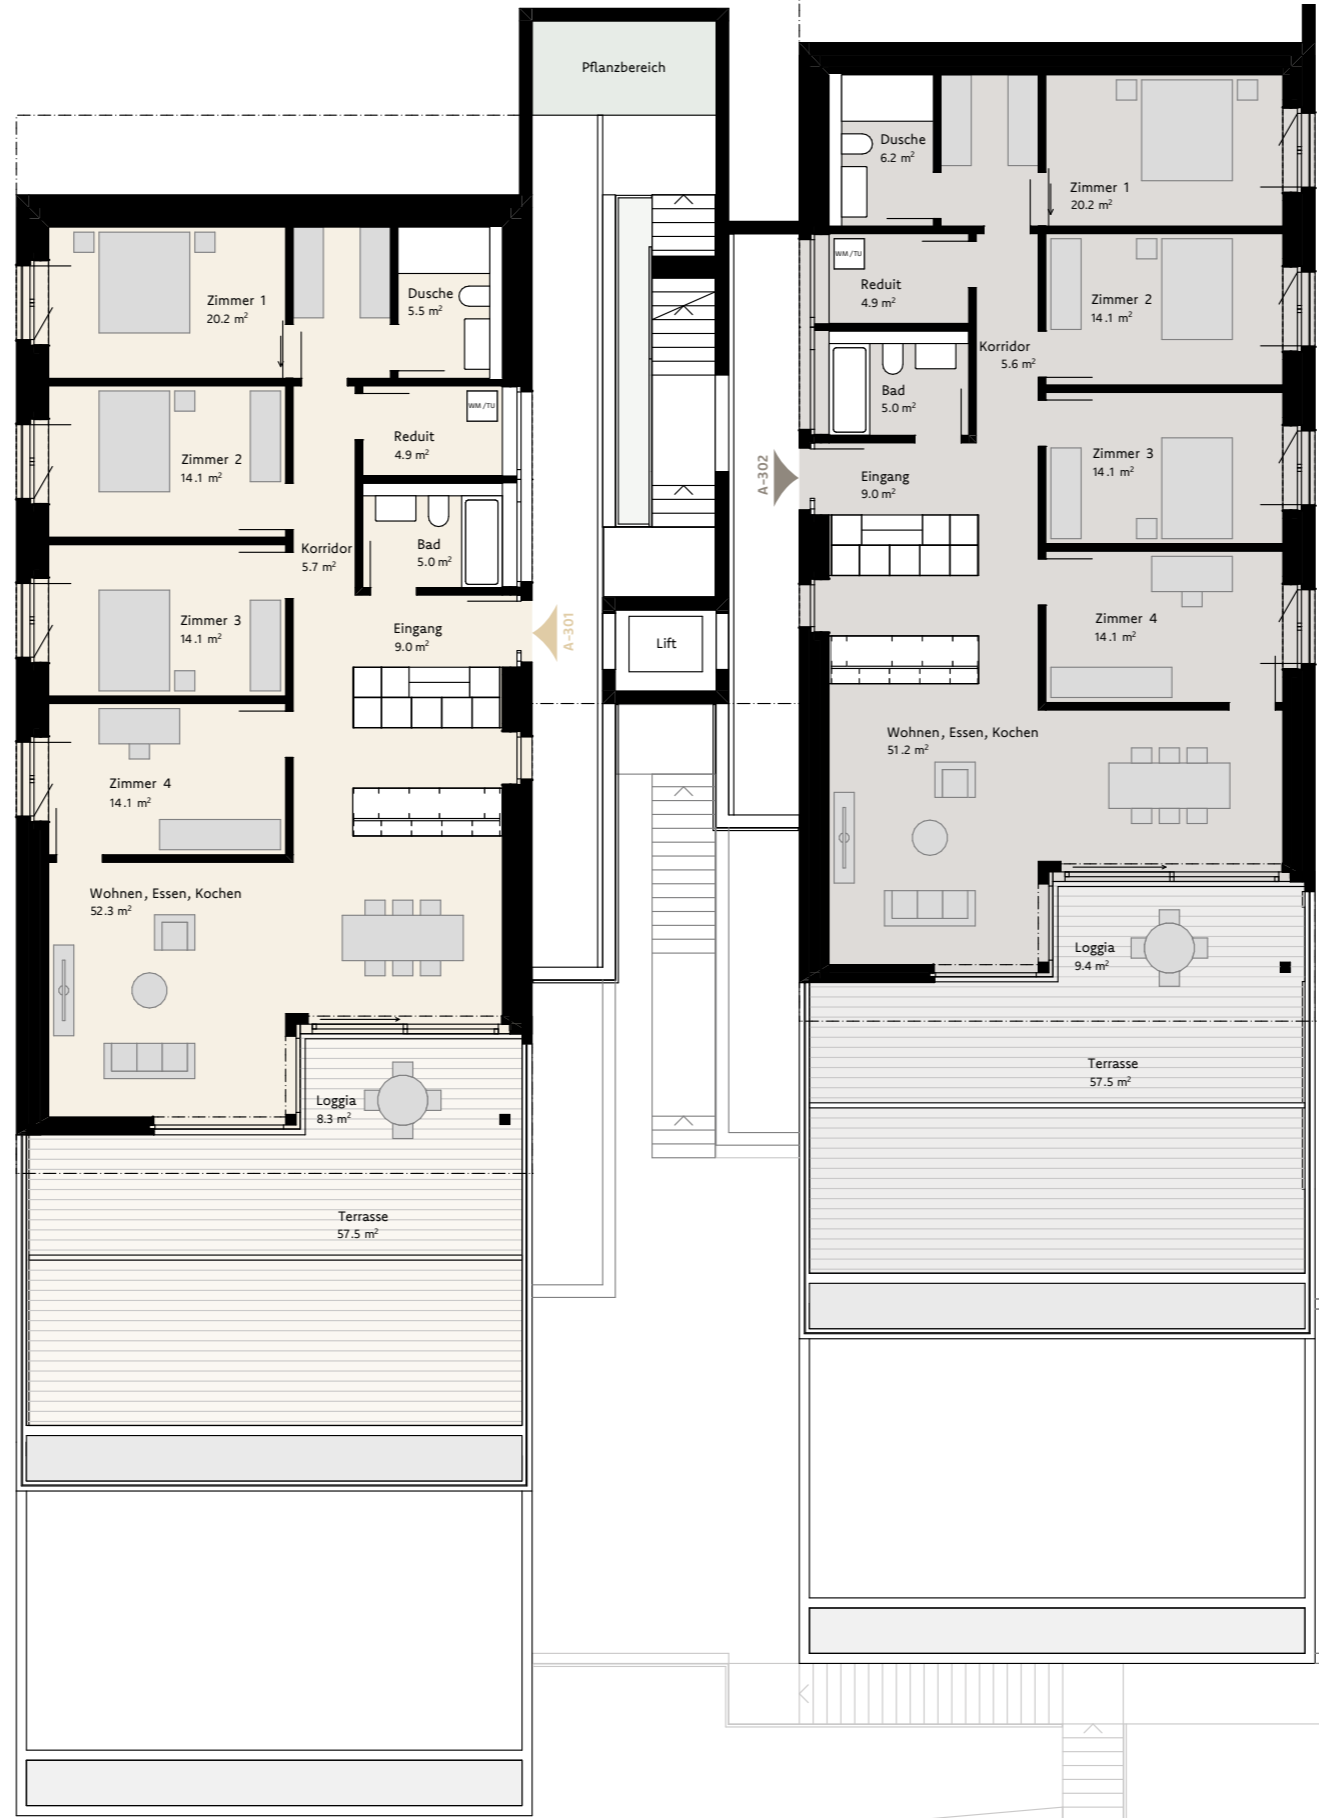 Pflanzbereich
Zimmer 1
20.2 m²
Dusche
5.5 m²
Zimmer 2
14.1 m²
Reduit
4.9 m²
WM./TU
Zimmer 3
14.1 m²
Korridor
5.7 m²
Bad
5.0 m²
Eingang
9.0 m²
A-301
Lift
Zimmer 4
14.1 m²
Wohnen, Essen, Kochen
52.3 m²
Loggia
8.3 m²
Terrasse
57.5 m²
Dusche
6.2 m²
Zimmer 1
20.2 m²
WM./TU
Reduit
4.9 m²
Zimmer 2
14.1 m²
Korridor
5.6 m²
Bad
5.0 m²
Zimmer 3
14.1 m²
A-302
Eingang
9.0 m²
Zimmer 4
14.1 m²
Wohnen, Essen, Kochen
51.2 m²
Loggia
9.4 m²
Terrasse
57.5 m²